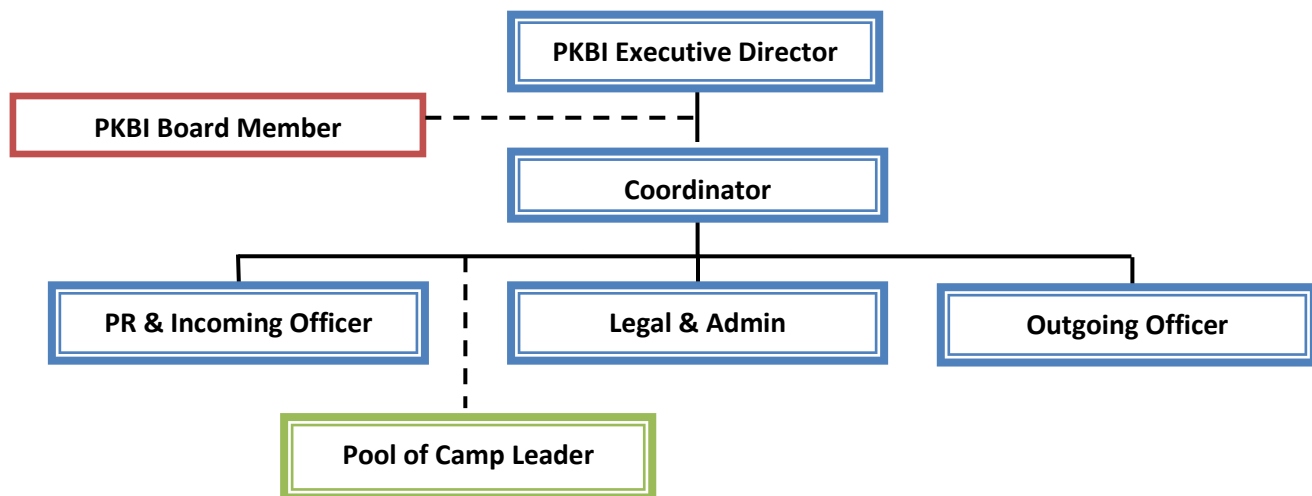 PKBI Executive Director
PKBI Board Member
Coordinator
PR & Incoming Officer
Legal & Admin
Outgoing Officer
Pool of Camp Leader